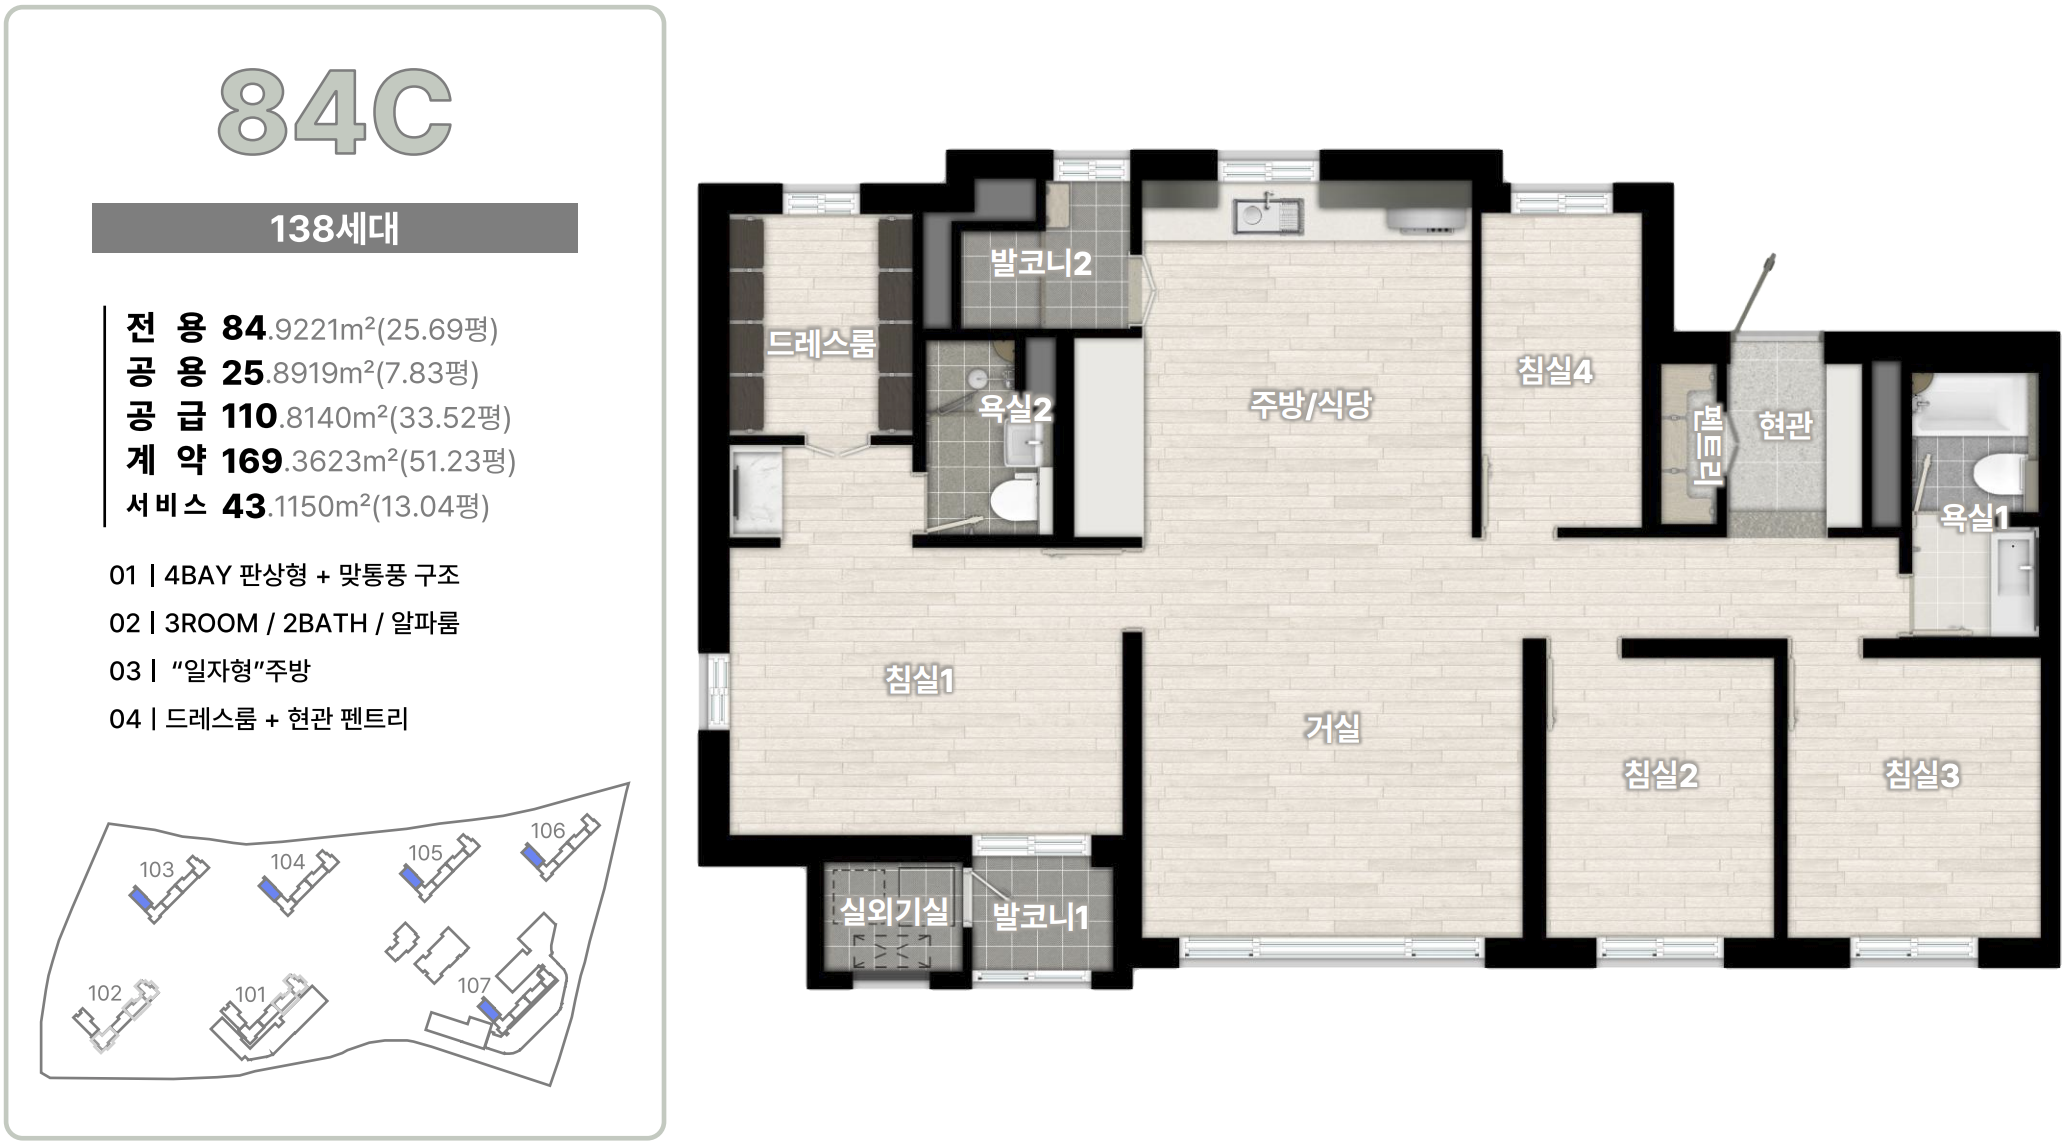 84C
138세대
전 용 84.9221m²(25.69평)
공 용 25.8919m²(7.83평)
공 급 110.8140m²(33.52평)
계 약 169.3623m²(51.23평)
서비스 43.1150m²(13.04평)
01 | 4BAY 판상형 + 맞통풍 구조
02 | 3ROOM / 2BATH / 알파룸
03 | “일자형”주방
04 | 드레스룸 + 현관 펜트리
106
105
104
103
107
102
101
발코니2
드레스룸
침실4
주방/식당
욕실2
현관
펜트리
욕실1
침실1
거실
침실2
침실3
실외기실
발코니1